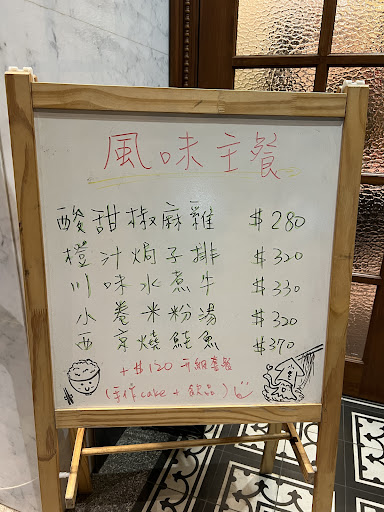 風味主餐
酸甜椒麻雞 $280
橙汁焗子排 $320
川味水煮牛 $330
小卷米粉湯 $320
西京燒鮭魚 $370
+$120 升級套餐
(手作cake + 飲品)